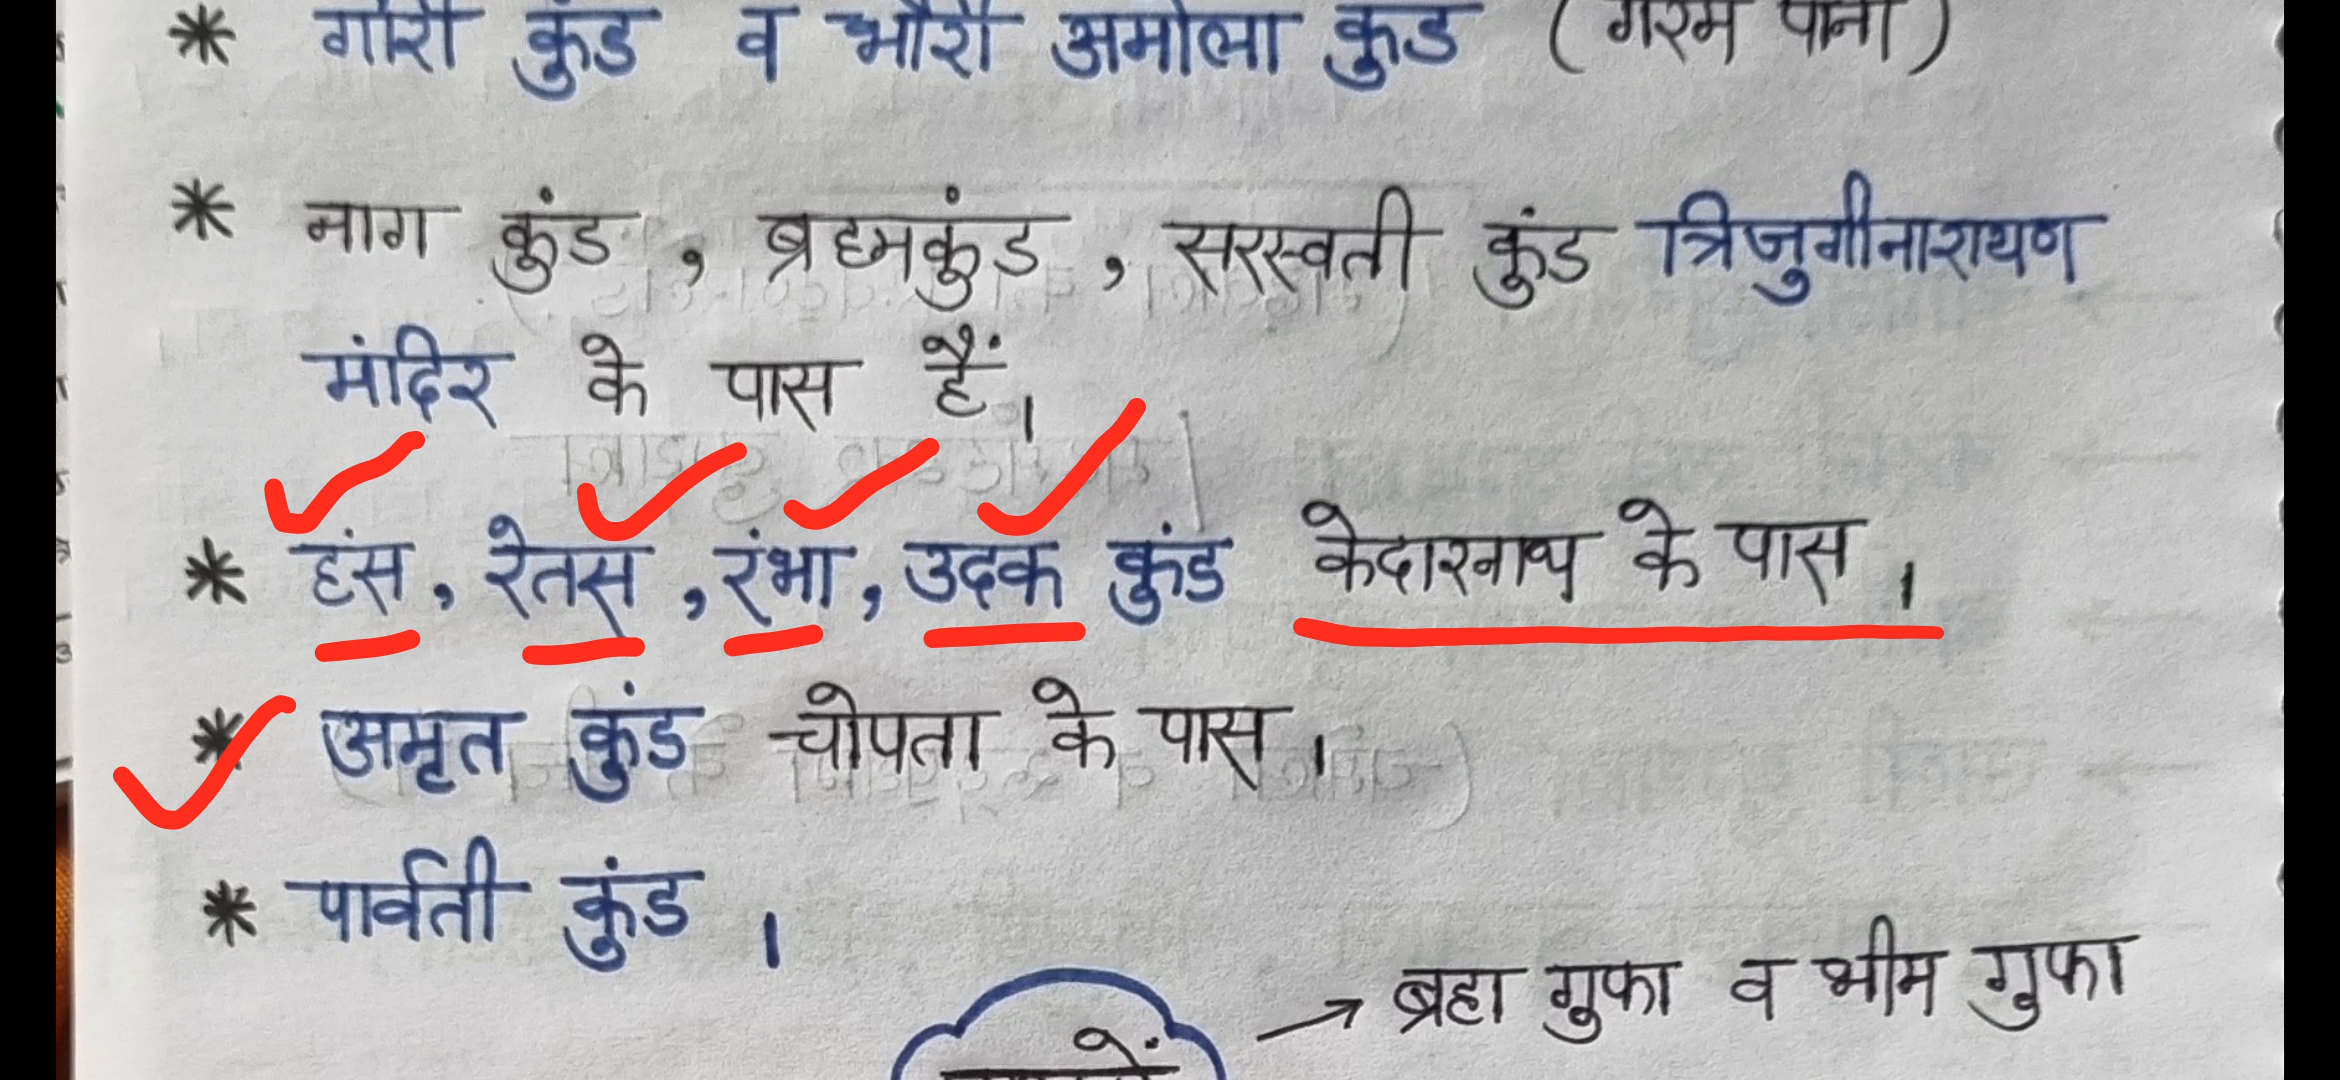 * गौरी कुंड व भौरी अमोला कुंड (गरम पानी)
* नाग कुंड, ब्रह्मकुंड, सरस्वती कुंड त्रिजुगीनारायण
मंदिर के पास हैं।
* हंस, रेतस, रंभा, उदक कुंड केदारनाथ के पास।
* अमृत कुंड चोपता के पास।
* पार्वती कुंड।
→ ब्रहा गुफा व भीम गुफा